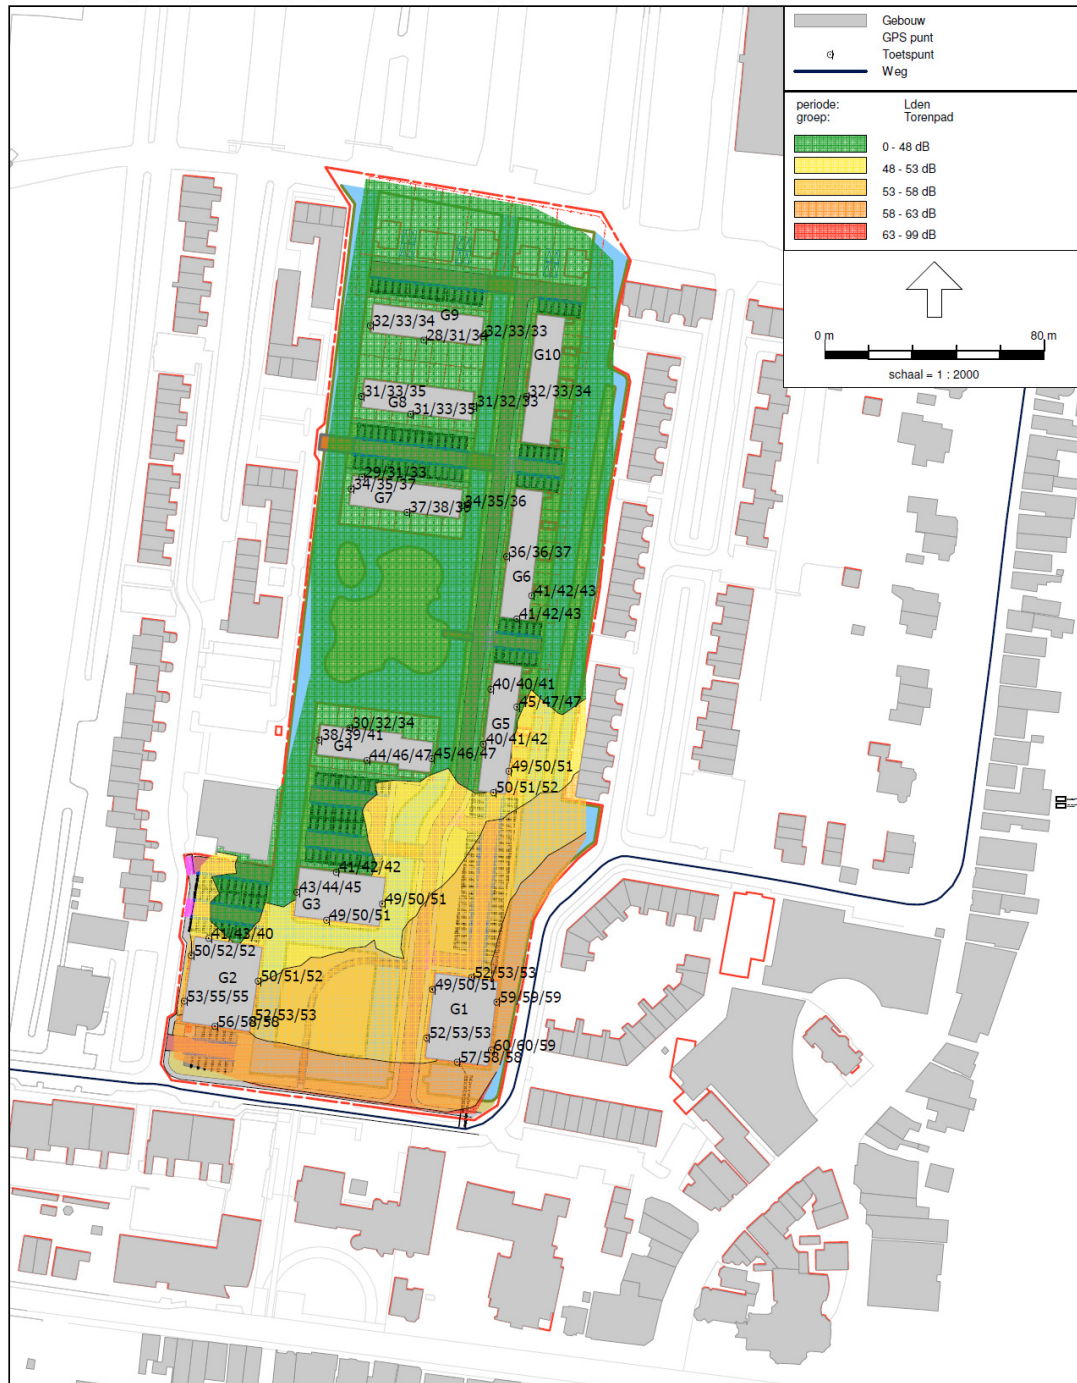 Gebouw
GPS punt
Toetspunt
Weg
periode: Lden
groep: Torenpad
0 - 48 dB
48 - 53 dB
53 - 58 dB
58 - 63 dB
63 - 99 dB
0 m 80 m
schaal = 1 : 2000
G9
32/33/34
32/33/33
28/31/34
G10
31/33/35
32/33/34
G8
31/32/33
31/33/35
29/31/33
34/35/37
G7
34/35/36
37/38/39
36/36/37
G6
41/42/43
41/42/43
40/40/41
45/47/47
G5
30/32/34
38/39/41
G4
40/41/42
44/46/47
45/46/47
49/50/51
50/51/52
41/42/42
43/44/45
G3
49/50/51
49/50/51
41/43/40
50/52/52
G2
50/51/52
52/53/53
49/50/51
53/55/55
59/59/59
G1
52/53/53
56/58/58
52/53/53
60/60/59
57/58/58